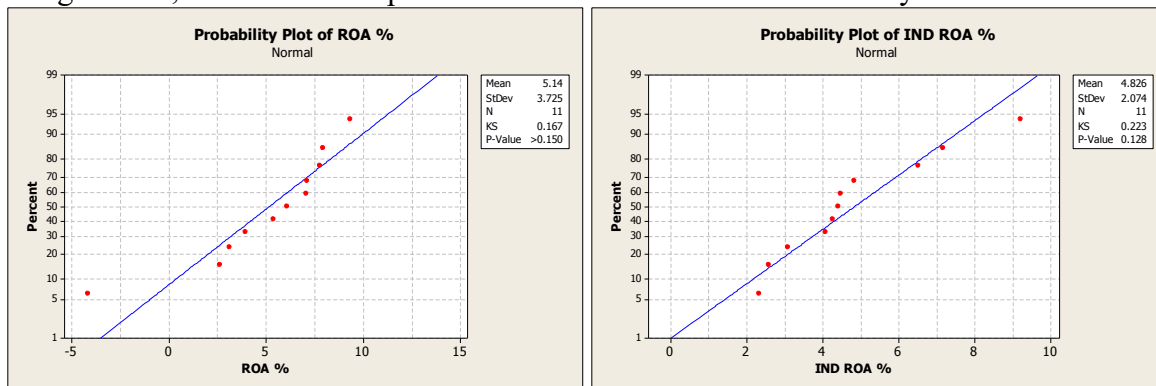 Probability Plot of ROA %
Normal
99
95
90
80
70
60
50
40
30
20
10
5
1
Percent
-5 0 5 10 15
ROA %
Mean 5.14
StDev 3.725
N 11
KS 0.167
P-Value >0.150
Probability Plot of IND ROA %
Normal
99
95
90
80
70
60
50
40
30
20
10
5
1
Percent
0 2 4 6 8 10
IND ROA %
Mean 4.826
StDev 2.074
N 11
KS 0.223
P-Value 0.128